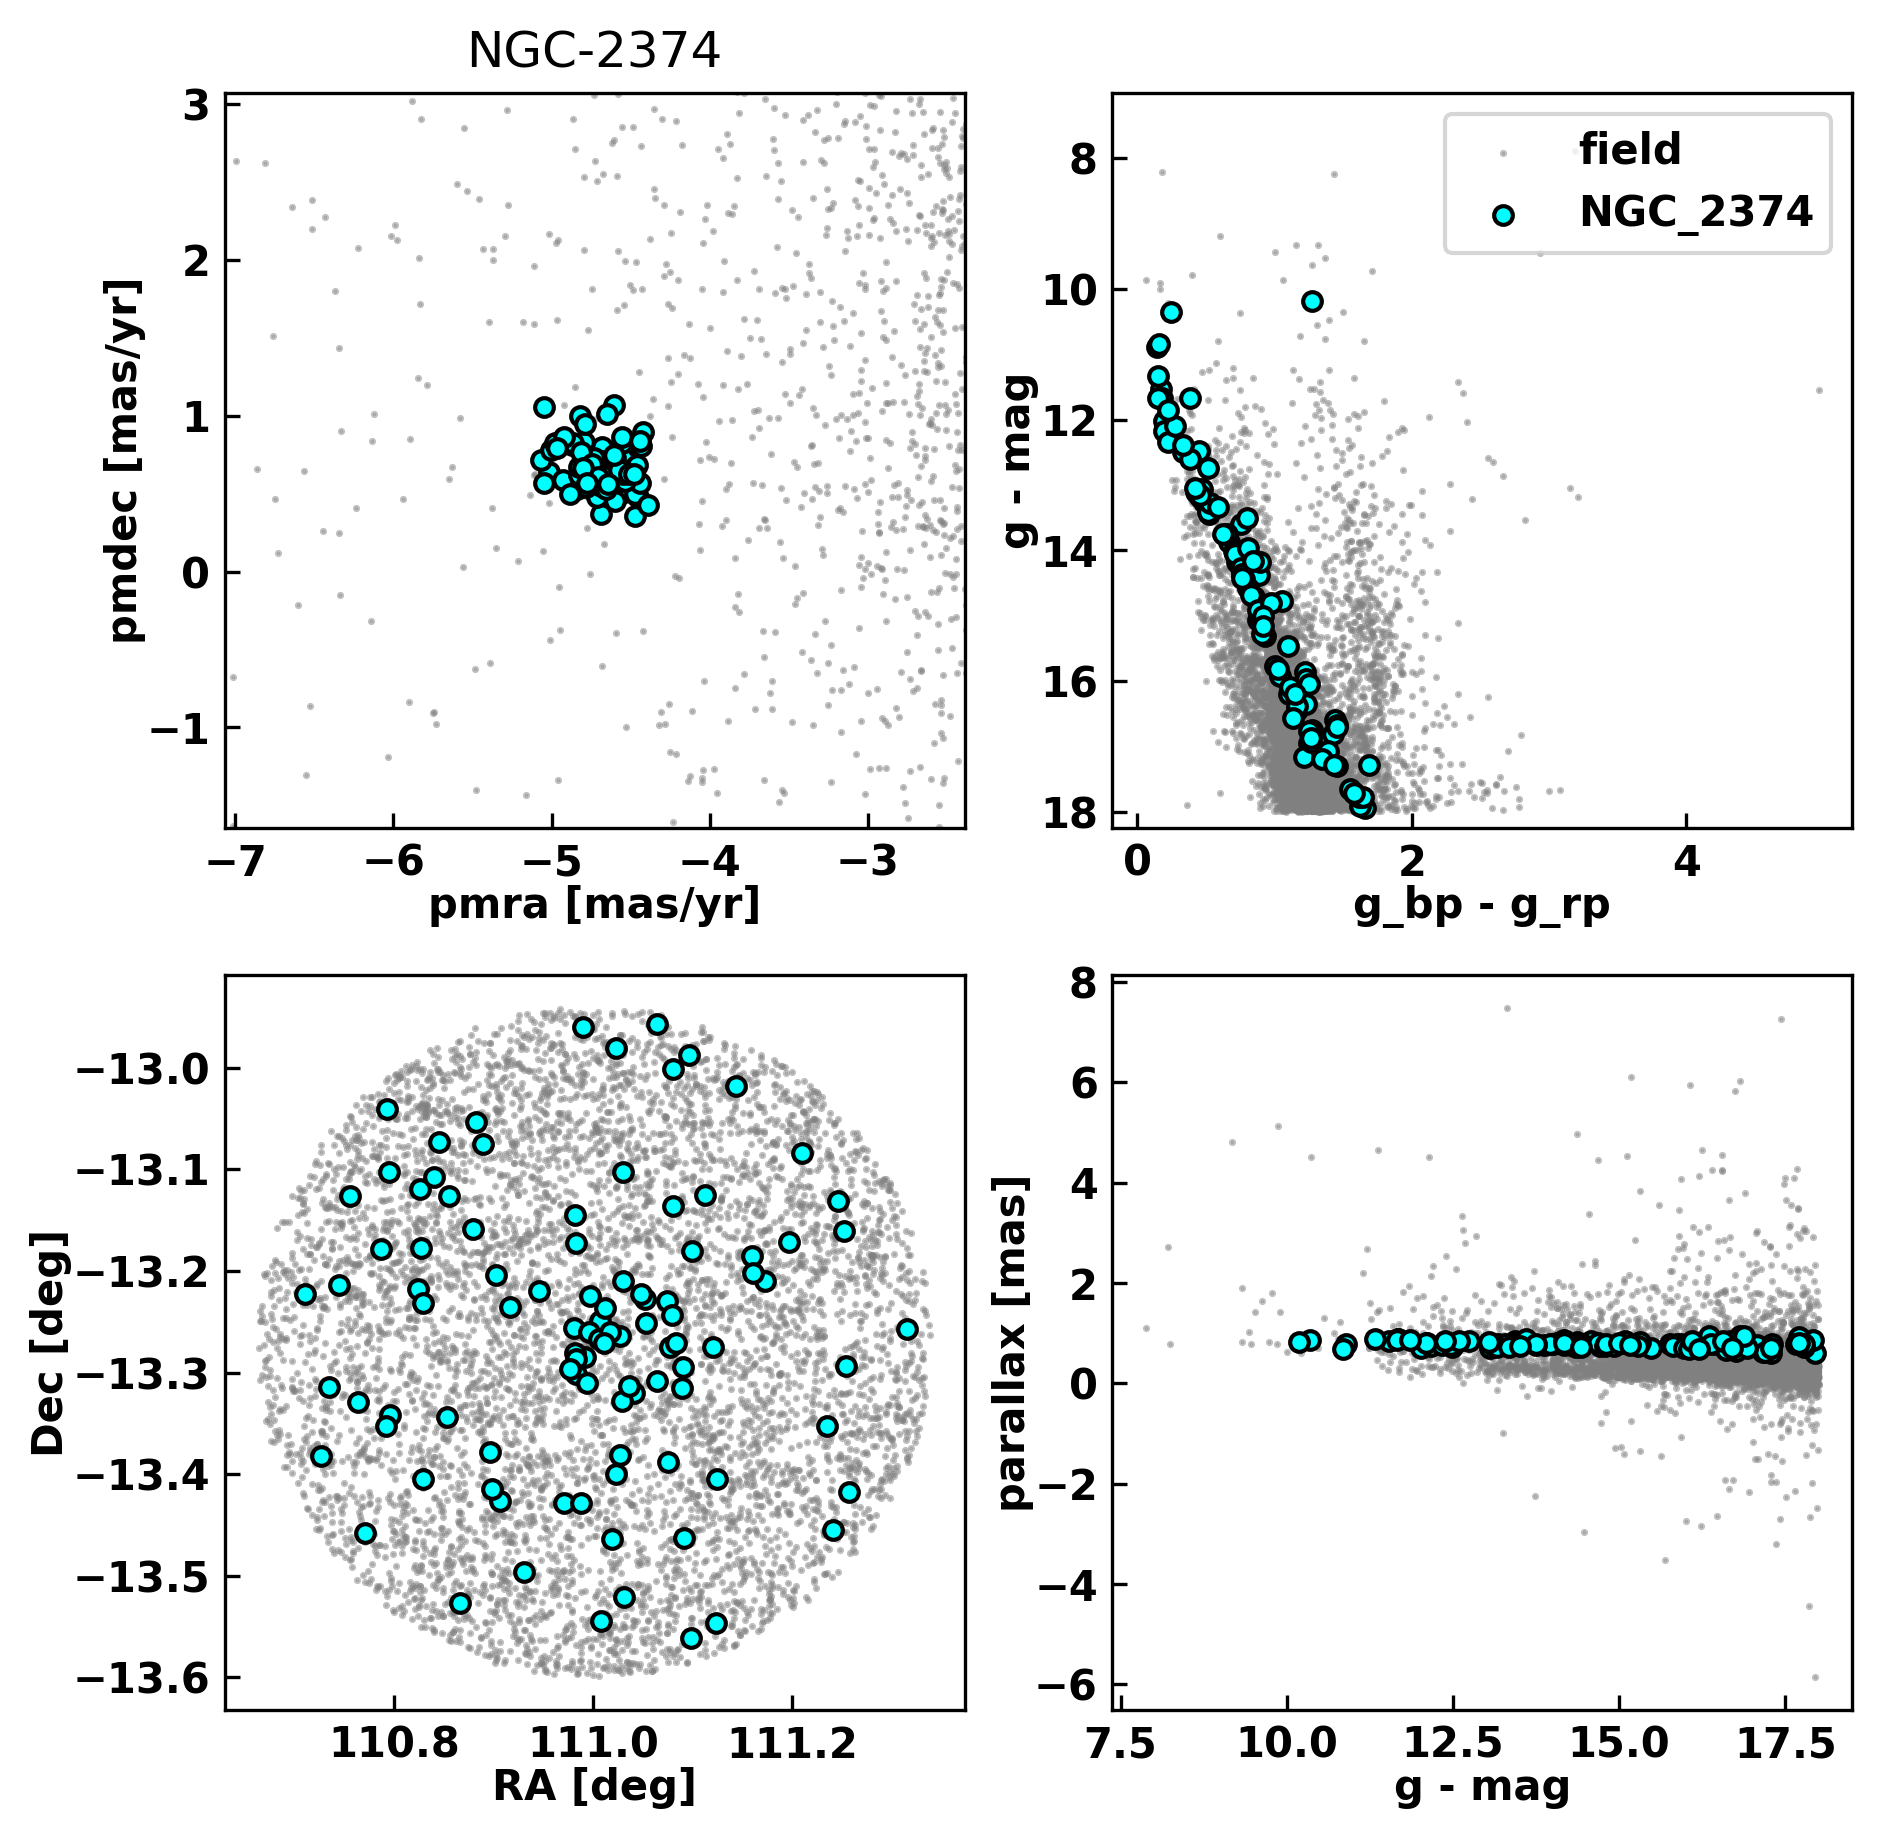 NGC-2374
3
2
1
0
−1
pmdec [mas/yr]
−7 −6 −5 −4 −3
pmra [mas/yr]
field
NGC_2374
8
10
12
14
16
18
g - mag
0 2 4
g_bp - g_rp
−13.0
−13.1
−13.2
−13.3
−13.4
−13.5
−13.6
Dec [deg]
110.8 111.0 111.2
RA [deg]
8
6
4
2
0
−2
−4
−6
parallax [mas]
7.5 10.0 12.5 15.0 17.5
g - mag